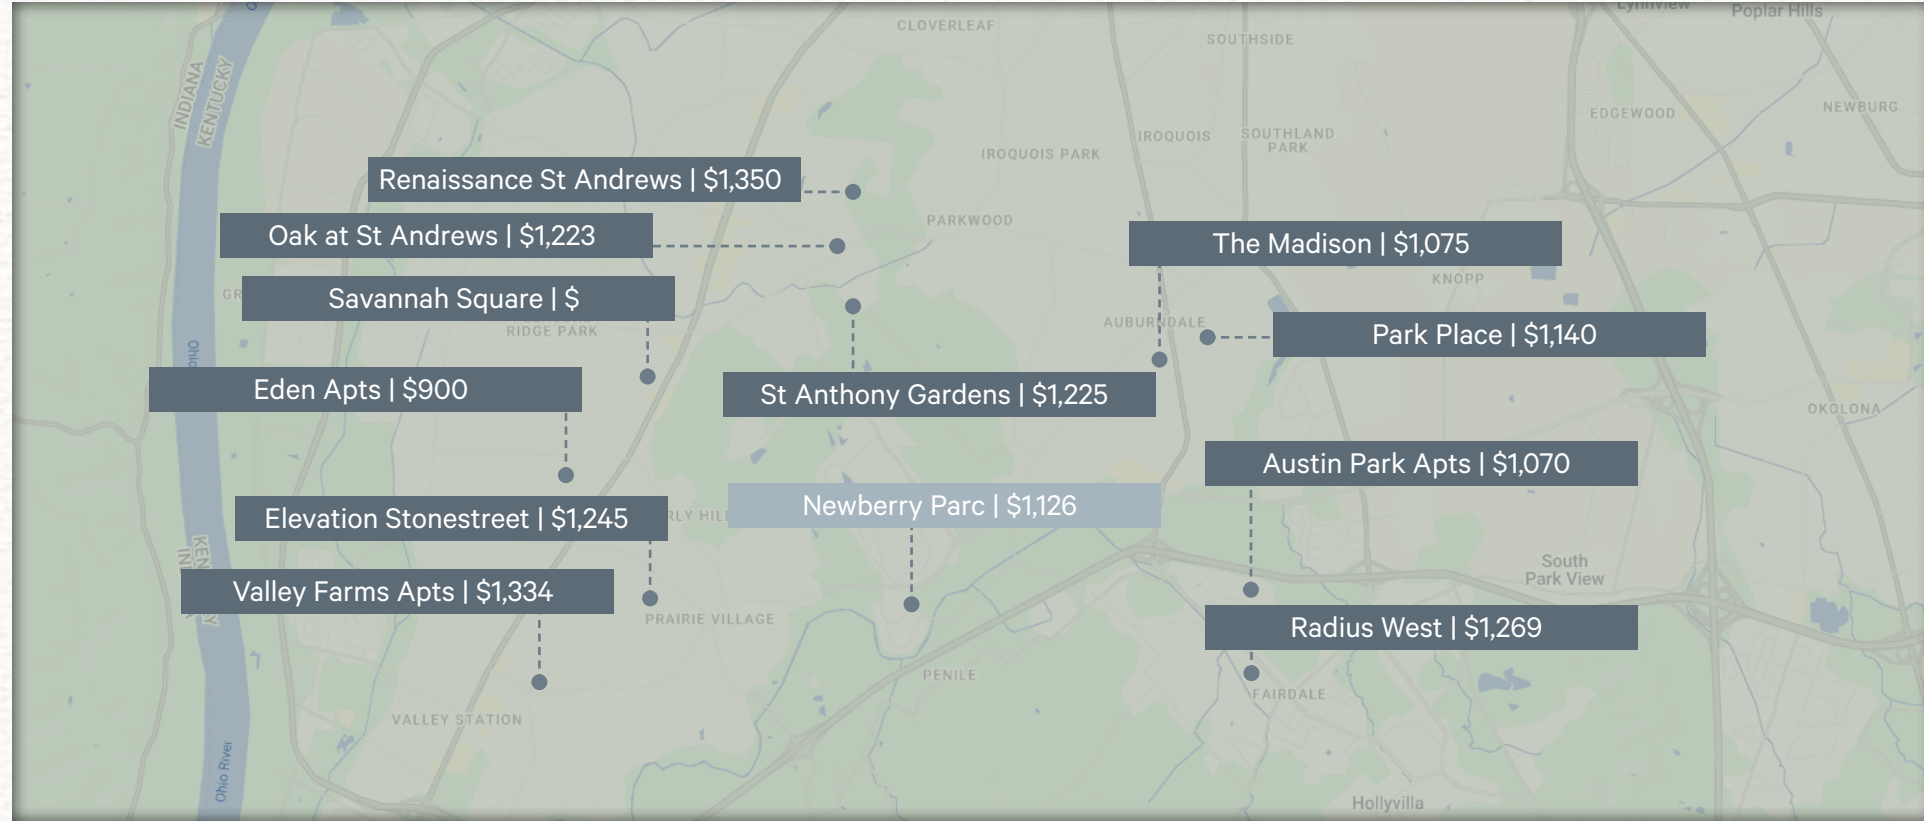 Lynnview
Poplar Hills
CLOVERLEAF
SOUTHSIDE
INDIANA
KENTUCKY
EDGEWOOD
NEWBURG
IROQUOIS
SOUTHLAND
PARK
IROQUOIS PARK
Renaissance St Andrews | $1,350
PARKWOOD
Oak at St Andrews | $1,223
The Madison | $1,075
KNOPP
Savannah Square | $
GR
RIDGE PARK
AUBURNDALE
Park Place | $1,140
Ohio
Eden Apts | $900
St Anthony Gardens | $1,225
OKOLONA
Austin Park Apts | $1,070
Newberry Parc | $1,126
Elevation Stonestreet | $1,245
RLY HILL
South
Park View
Valley Farms Apts | $1,334
PRAIRIE VILLAGE
Radius West | $1,269
PENILE
FAIRDALE
VALLEY STATION
Ohio River
Hollyvilla